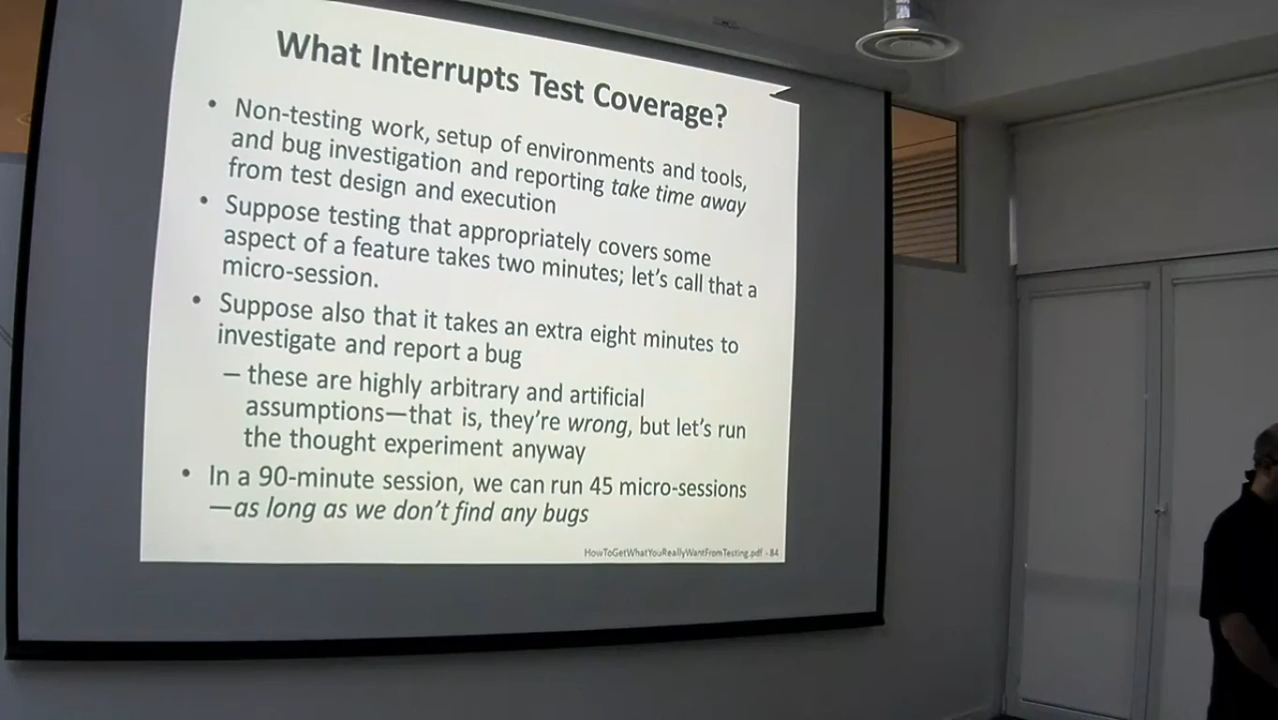 What Interrupts Test Coverage?
• Non-testing work, setup of environments and tools,
and bug investigation and reporting take time away
from test design and execution
• Suppose testing that appropriately covers some
aspect of a feature takes two minutes; let's call that a
micro-session.
• Suppose also that it takes an extra eight minutes to
investigate and report a bug
– these are highly arbitrary and artificial
assumptions—that is, they're wrong, but let's run
the thought experiment anyway
• In a 90-minute session, we can run 45 micro-sessions
—as long as we don't find any bugs
HowToGetWhatYouReallyWantFromTesting.pdf - 84